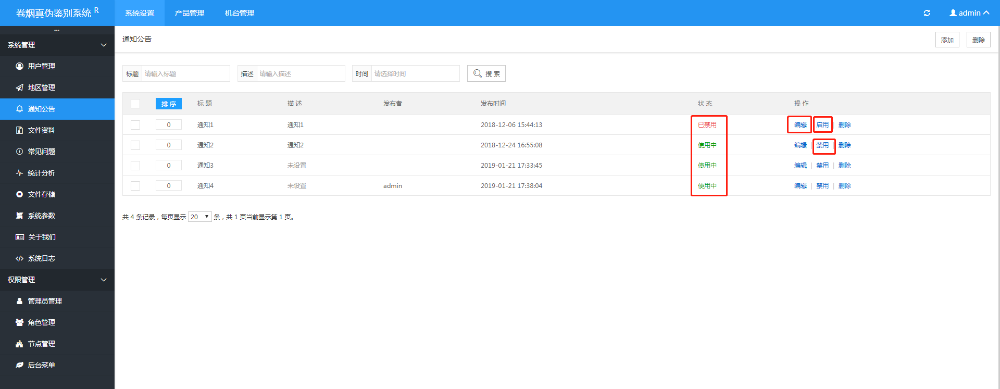 卷烟真伪鉴别系统 R
系统设置 产品管理 机台管理
admin
系统管理
用户管理
地区管理
通知公告
文件资料
常见问题
统计分析
文件存储
系统参数
关于我们
系统日志
权限管理
管理员管理
角色管理
节点管理
后台菜单
通知公告 添加 删除
标题 请输入标题 描述 请输入描述 时间 请选择时间 搜 索
排 序 标 题 描 述 发布者 发布时间 状 态 操 作
0 通知1 通知1 2018-12-06 15:44:13 已禁用 编辑 | 启用 | 删除
0 通知2 通知2 2018-12-24 16:55:08 使用中 编辑 | 禁用 | 删除
0 通知3 未设置 2019-01-21 17:33:45 使用中 编辑 | 禁用 | 删除
0 通知4 未设置 admin 2019-01-21 17:38:04 使用中 编辑 | 禁用 | 删除
共 4 条记录，每页显示 20 条，共 1 页当前显示第 1 页。